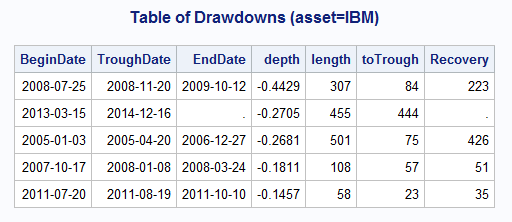 Table of Drawdowns (asset=IBM)
BeginDate TroughDate EndDate depth length toTrough Recovery
2008-07-25 2008-11-20 2009-10-12 -0.4429 307 84 223
2013-03-15 2014-12-16 . -0.2705 455 444 .
2005-01-03 2005-04-20 2006-12-27 -0.2681 501 75 426
2007-10-17 2008-01-08 2008-03-24 -0.1811 108 57 51
2011-07-20 2011-08-19 2011-10-10 -0.1457 58 23 35